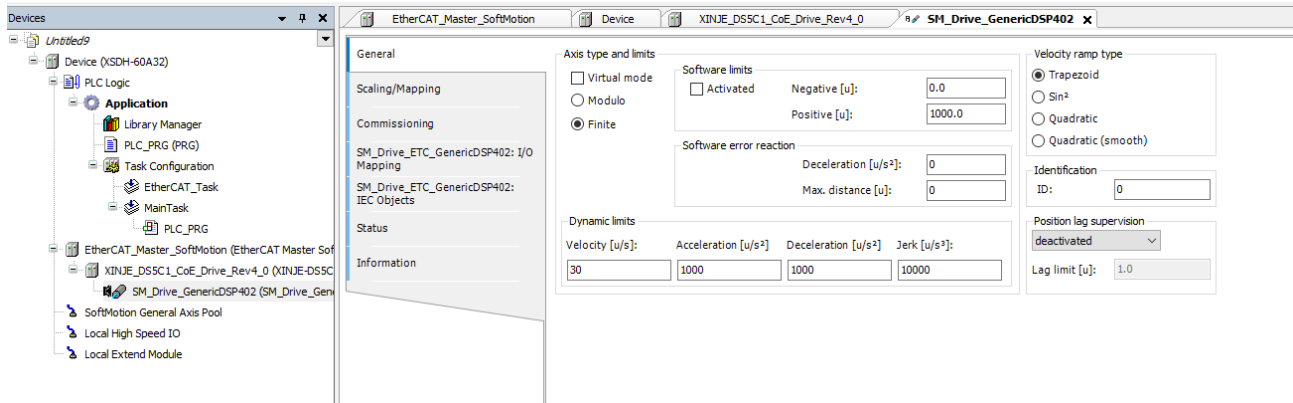 Devices
Untitled9
Device (XSDH-60A32)
PLC Logic
Application
Library Manager
PLC_PRG (PRG)
Task Configuration
EtherCAT_Task
MainTask
PLC_PRG
EtherCAT_Master_SoftMotion (EtherCAT Master Sof
XINJE_DS5C1_CoE_Drive_Rev4_0 (XINJE-DS5C
SM_Drive_GenericDSP402 (SM_Drive_Gen
SoftMotion General Axis Pool
Local High Speed IO
Local Extend Module
EtherCAT_Master_SoftMotion
Device
XINJE_DS5C1_CoE_Drive_Rev4_0
SM_Drive_GenericDSP402
General
Scaling/Mapping
Commissioning
SM_Drive_ETC_GenericDSP402: I/O
Mapping
SM_Drive_ETC_GenericDSP402:
IEC Objects
Status
Information
Axis type and limits
Virtual mode
Modulo
Finite
Software limits
Activated
Negative [u]: 0.0
Positive [u]: 1000.0
Software error reaction
Deceleration [u/s²]: 0
Max. distance [u]: 0
Dynamic limits
Velocity [u/s]: Acceleration [u/s²] Deceleration [u/s²] Jerk [u/s³]:
30 1000 1000 10000
Velocity ramp type
Trapezoid
Sin²
Quadratic
Quadratic (smooth)
Identification
ID: 0
Position lag supervision
deactivated
Lag limit [u]: 1.0